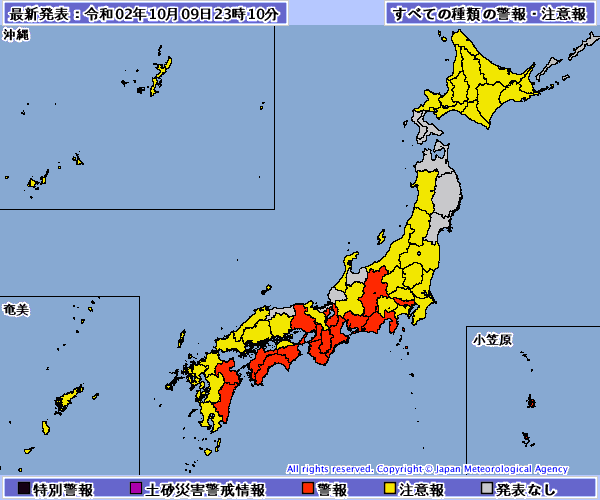 最新発表：令和02年10月09日23時10分
すべての種類の警報・注意報
沖縄
奄美
小笠原
All rights reserved. Copyright © Japan Meteorological Agency
特別警報
土砂災害警戒情報
警報
注意報
発表なし